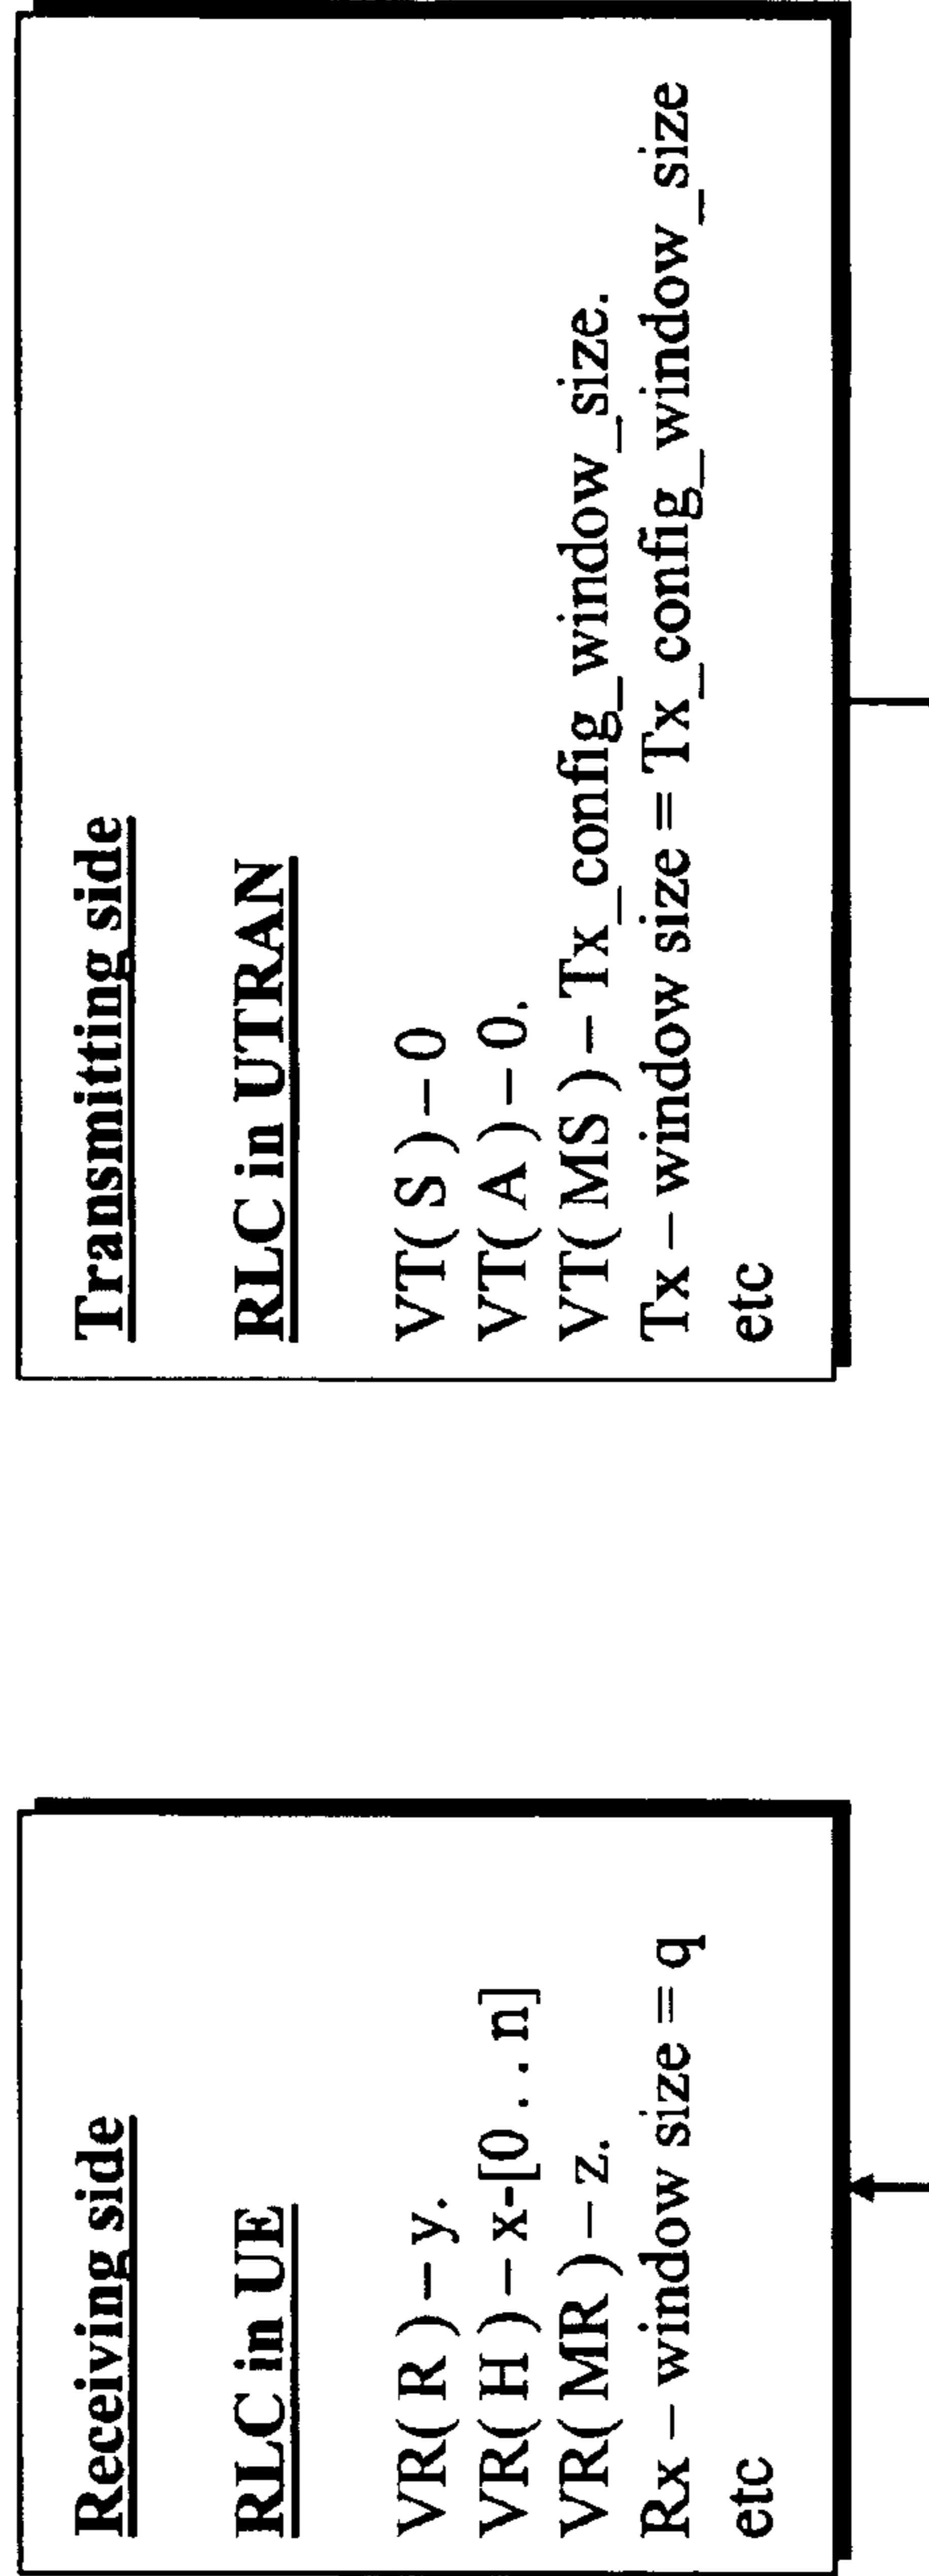 Receiving side
RLC in UE
VR( R ) – y.
VR( H ) – x-[0 . . n]
VR( MR ) – z.
Rx – window size = q
etc
Transmitting side
RLC in UTRAN
VT( S ) – 0
VT( A ) – 0.
VT( MS ) – Tx_config_window_size.
Tx – window size = Tx_config_window_size
etc